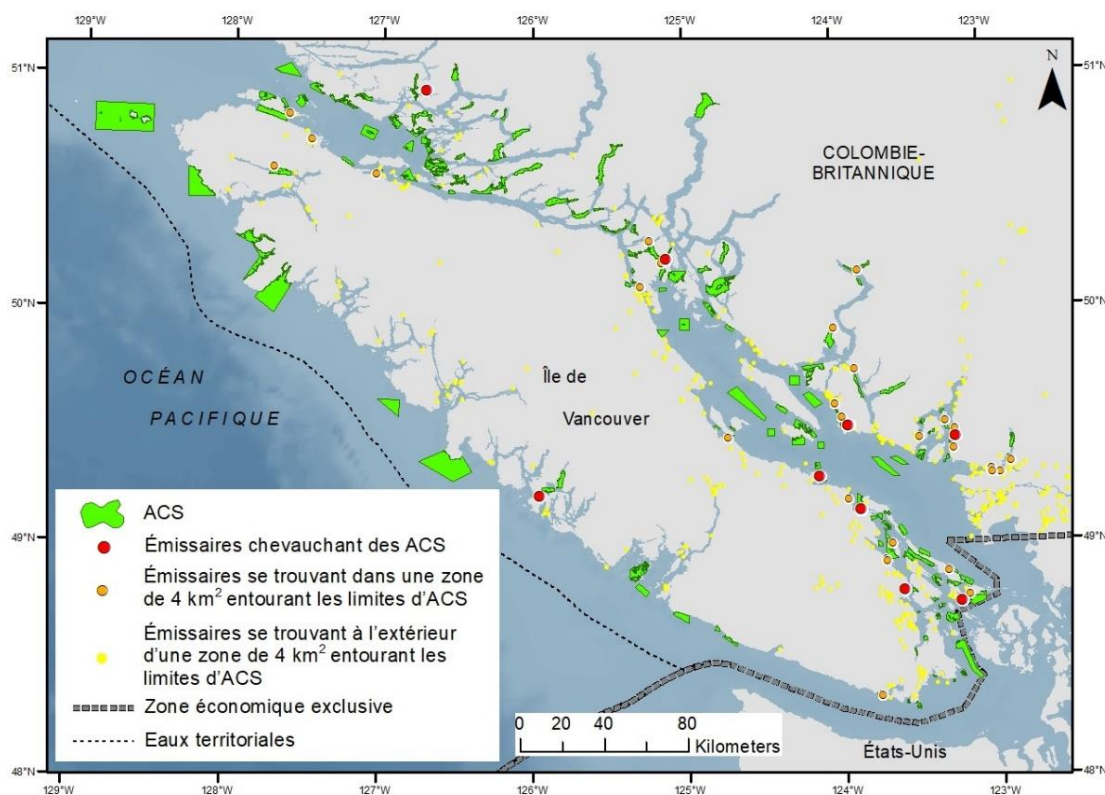 129°W 128°W 127°W 126°W 125°W 124°W 123°W
51°N 51°N
N
COLOMBIE-
BRITANNIQUE
50°N 50°N
OCÉAN
PACIFIQUE
Île de
Vancouver
49°N 49°N
ACS
Émissaires chevauchant des ACS
Émissaires se trouvant dans une zone
de 4 km² entourant les limites d'ACS
Émissaires se trouvant à l'extérieur
d'une zone de 4 km² entourant les
limites d'ACS
Zone économique exclusive
Eaux territoriales
0 20 40 80
Kilometers
États-Unis
48°N 48°N
129°W 128°W 127°W 126°W 125°W 124°W 123°W